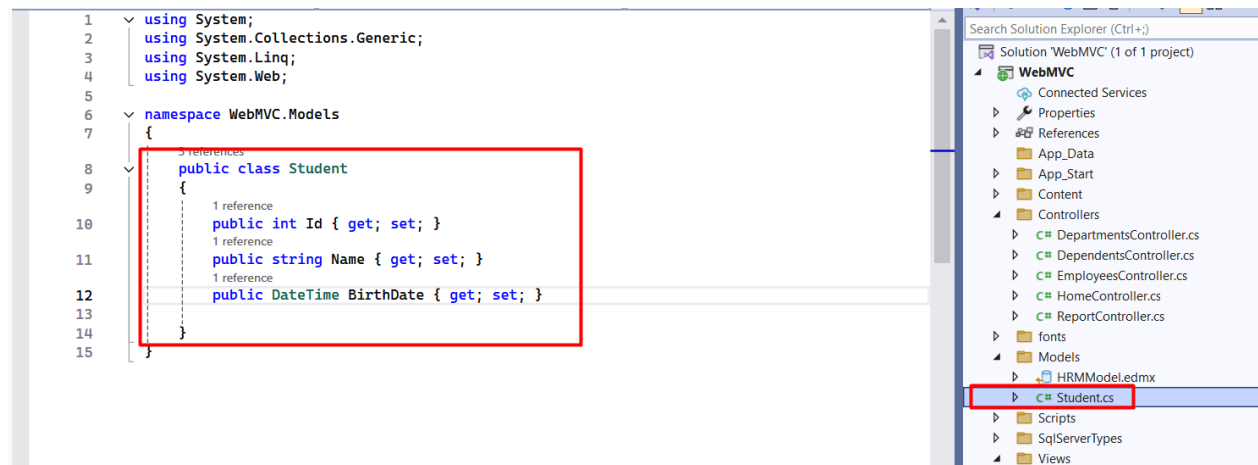 1 using System;
2 using System.Collections.Generic;
3 using System.Linq;
4 using System.Web;
5
6 namespace WebMVC.Models
7 {
3 references
8 public class Student
9 {
1 reference
10 public int Id { get; set; }
1 reference
11 public string Name { get; set; }
1 reference
12 public DateTime BirthDate { get; set; }
13
14 }
15 }
Search Solution Explorer (Ctrl+;)
Solution 'WebMVC' (1 of 1 project)
WebMVC
Connected Services
Properties
References
App_Data
App_Start
Content
Controllers
C# DepartmentsController.cs
C# DependentsController.cs
C# EmployeesController.cs
C# HomeController.cs
C# ReportController.cs
fonts
Models
HRMModel.edmx
C# Student.cs
Scripts
SqlServerTypes
Views